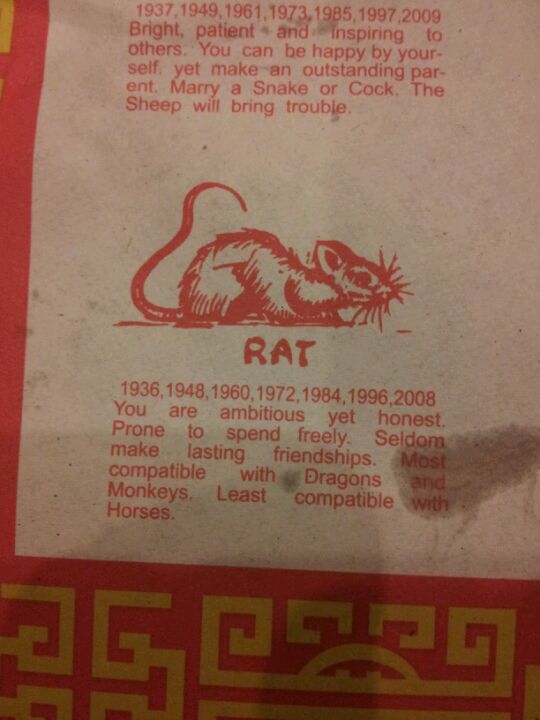 1937,1949,1961,1973,1985,1997,2009
Bright, patient and inspiring to
others. You can be happy by your-
self. yet make an outstanding par-
ent. Marry a Snake or Cock. The
Sheep will bring trouble.
RAT
1936,1948,1960,1972,1984,1996,2008
You are ambitious yet honest.
Prone to spend freely. Seldom
make lasting friendships. Most
compatible with Dragons and
Monkeys. Least compatible with
Horses.